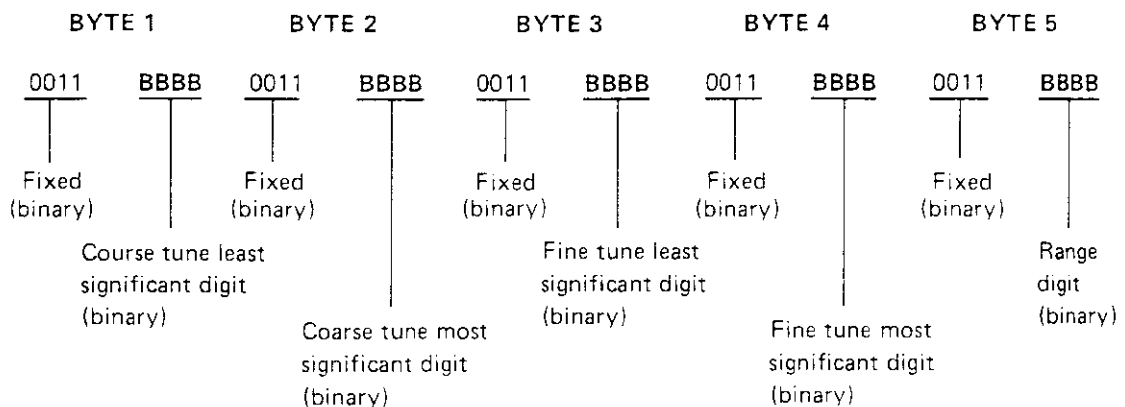 BYTE 1 BYTE 2 BYTE 3 BYTE 4 BYTE 5
0011 BBBB 0011 BBBB 0011 BBBB 0011 BBBB 0011 BBBB
Fixed
(binary)
Fixed
(binary)
Fixed
(binary)
Fixed
(binary)
Fixed
(binary)
Course tune least
significant digit
(binary)
Coarse tune most
significant digit
(binary)
Fine tune least
significant digit
(binary)
Fine tune most
significant digit
(binary)
Range
digit
(binary)